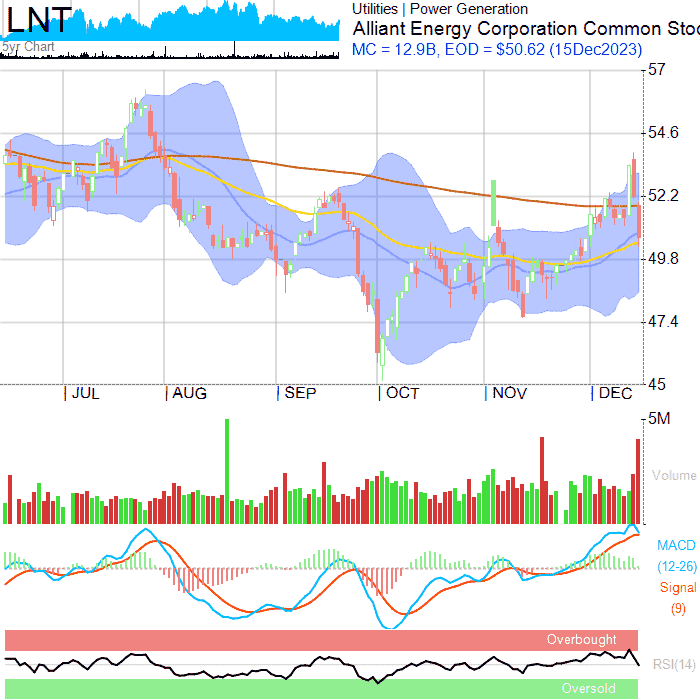 LNT
5yr Chart
Utilities | Power Generation
Alliant Energy Corporation Common Stoc
MC = 12.9B, EOD = $50.62 (15Dec2023)
57
54.6
52.2
49.8
47.4
45
JUL AUG SEP OCT NOV DEC
5M
Volume
MACD
(12-26)
Signal
(9)
Overbought
RSI(14)
Oversold